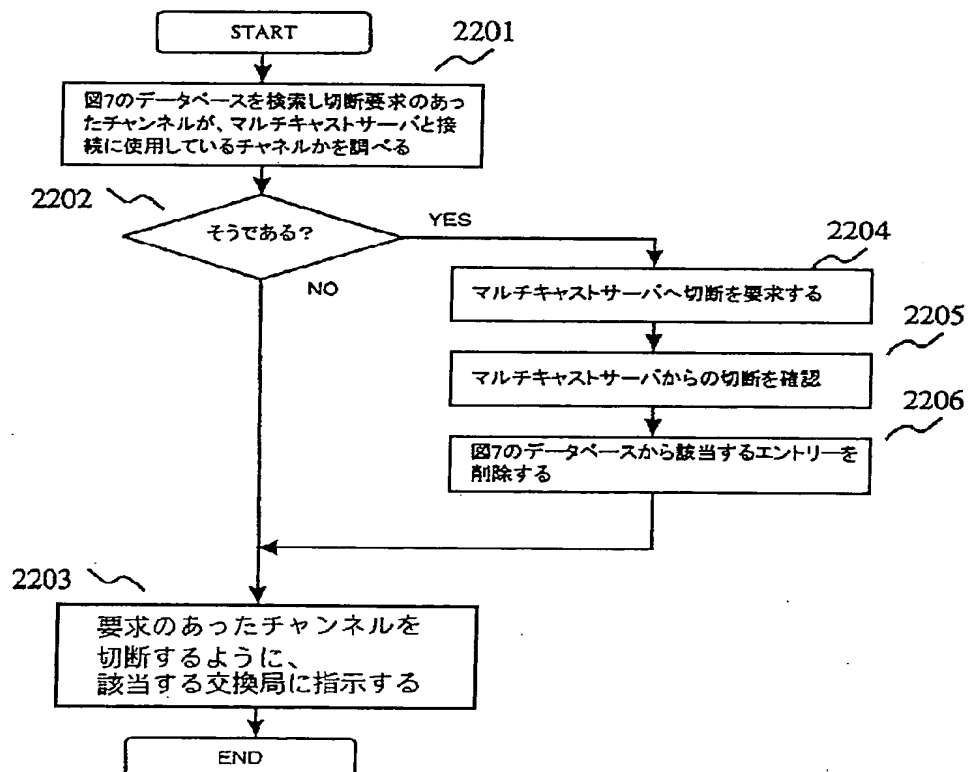 START
2201
図7のデータベースを検索し切断要求のあっ
たチャンネルが、マルチキャストサーバと接
続に使用しているチャネルかを調べる
2202
そうである?
YES
NO
2204
マルチキャストサーバへ切断を要求する
2205
マルチキャストサーバからの切断を確認
2206
図7のデータベースから該当するエントリーを
削除する
2203
要求のあったチャンネルを
切断するように、
該当する交換局に指示する
END